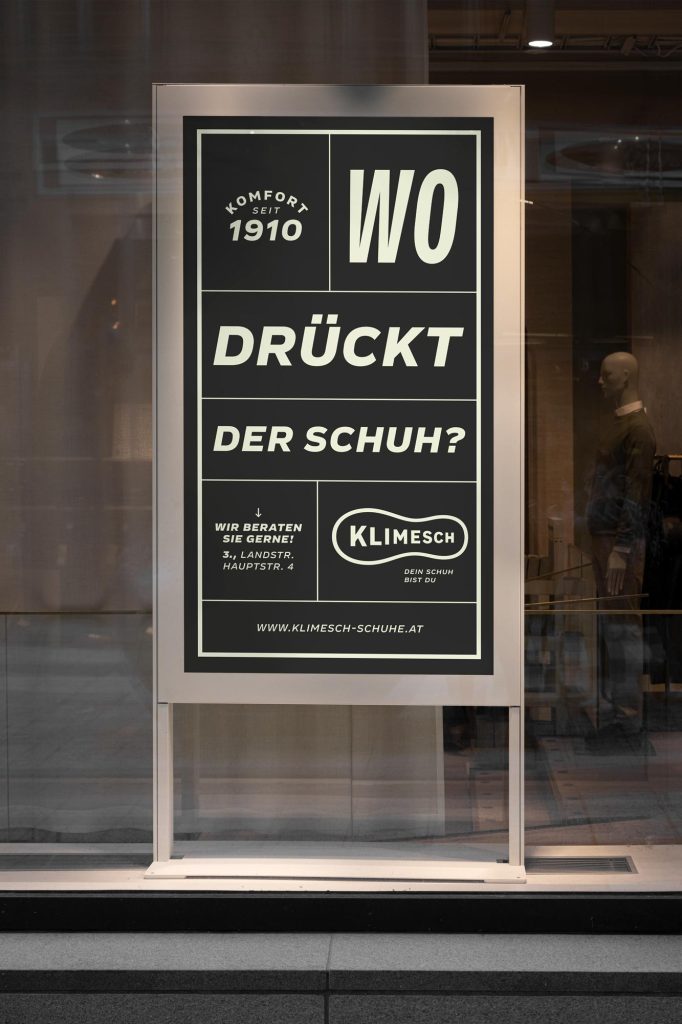 KOMFORT
SEIT
1910
WO
DRÜCKT
DER SCHUH?
↓
WIR BERATEN
SIE GERNE!
3., LANDSTR.
HAUPTSTR. 4
KLIMESCH
DEIN SCHUH
BIST DU
WWW.KLIMESCH-SCHUHE.AT